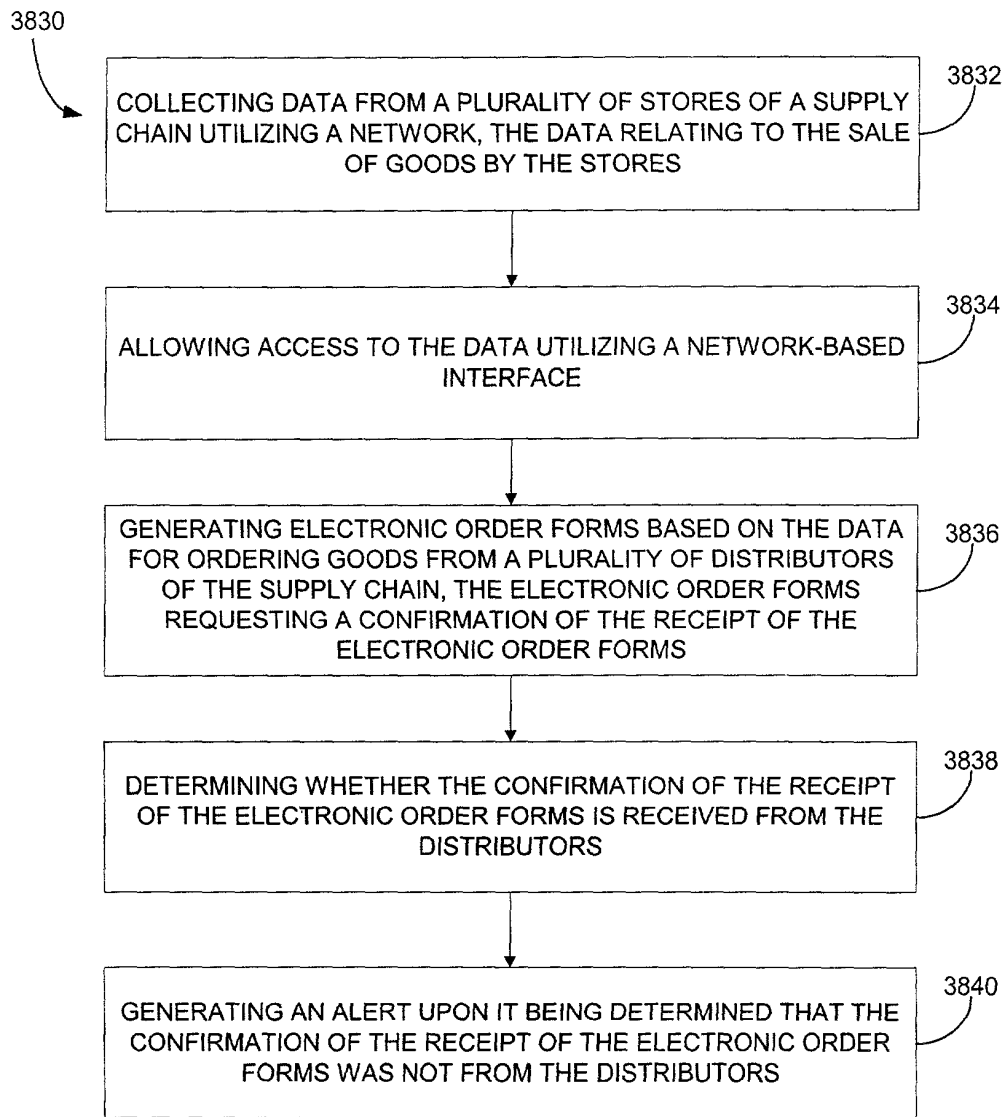 3830
COLLECTING DATA FROM A PLURALITY OF STORES OF A SUPPLY
CHAIN UTILIZING A NETWORK, THE DATA RELATING TO THE SALE
OF GOODS BY THE STORES
3832
ALLOWING ACCESS TO THE DATA UTILIZING A NETWORK-BASED
INTERFACE
3834
GENERATING ELECTRONIC ORDER FORMS BASED ON THE DATA
FOR ORDERING GOODS FROM A PLURALITY OF DISTRIBUTORS
OF THE SUPPLY CHAIN, THE ELECTRONIC ORDER FORMS
REQUESTING A CONFIRMATION OF THE RECEIPT OF THE
ELECTRONIC ORDER FORMS
3836
DETERMINING WHETHER THE CONFIRMATION OF THE RECEIPT
OF THE ELECTRONIC ORDER FORMS IS RECEIVED FROM THE
DISTRIBUTORS
3838
GENERATING AN ALERT UPON IT BEING DETERMINED THAT THE
CONFIRMATION OF THE RECEIPT OF THE ELECTRONIC ORDER
FORMS WAS NOT FROM THE DISTRIBUTORS
3840